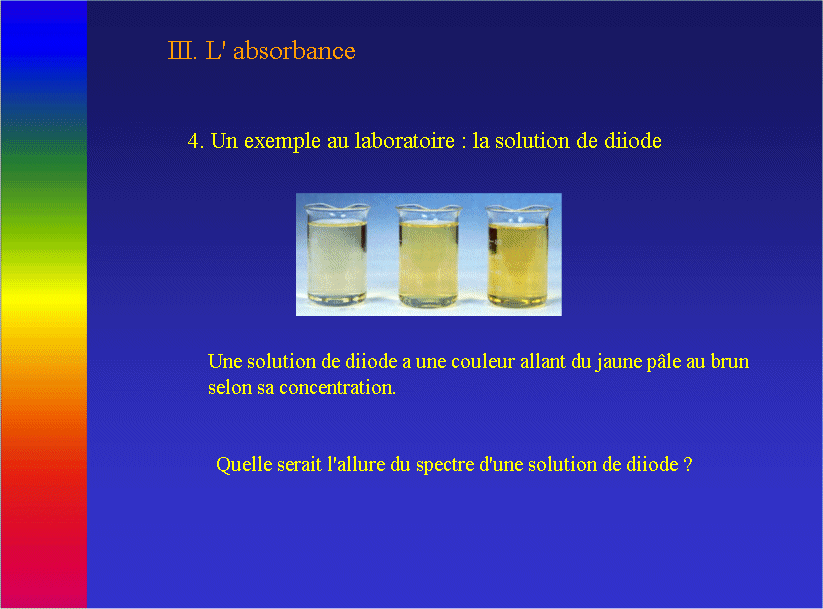 III. L' absorbance
4. Un exemple au laboratoire : la solution de diiode
Une solution de diiode a une couleur allant du jaune pâle au brun
selon sa concentration.
Quelle serait l'allure du spectre d'une solution de diiode ?